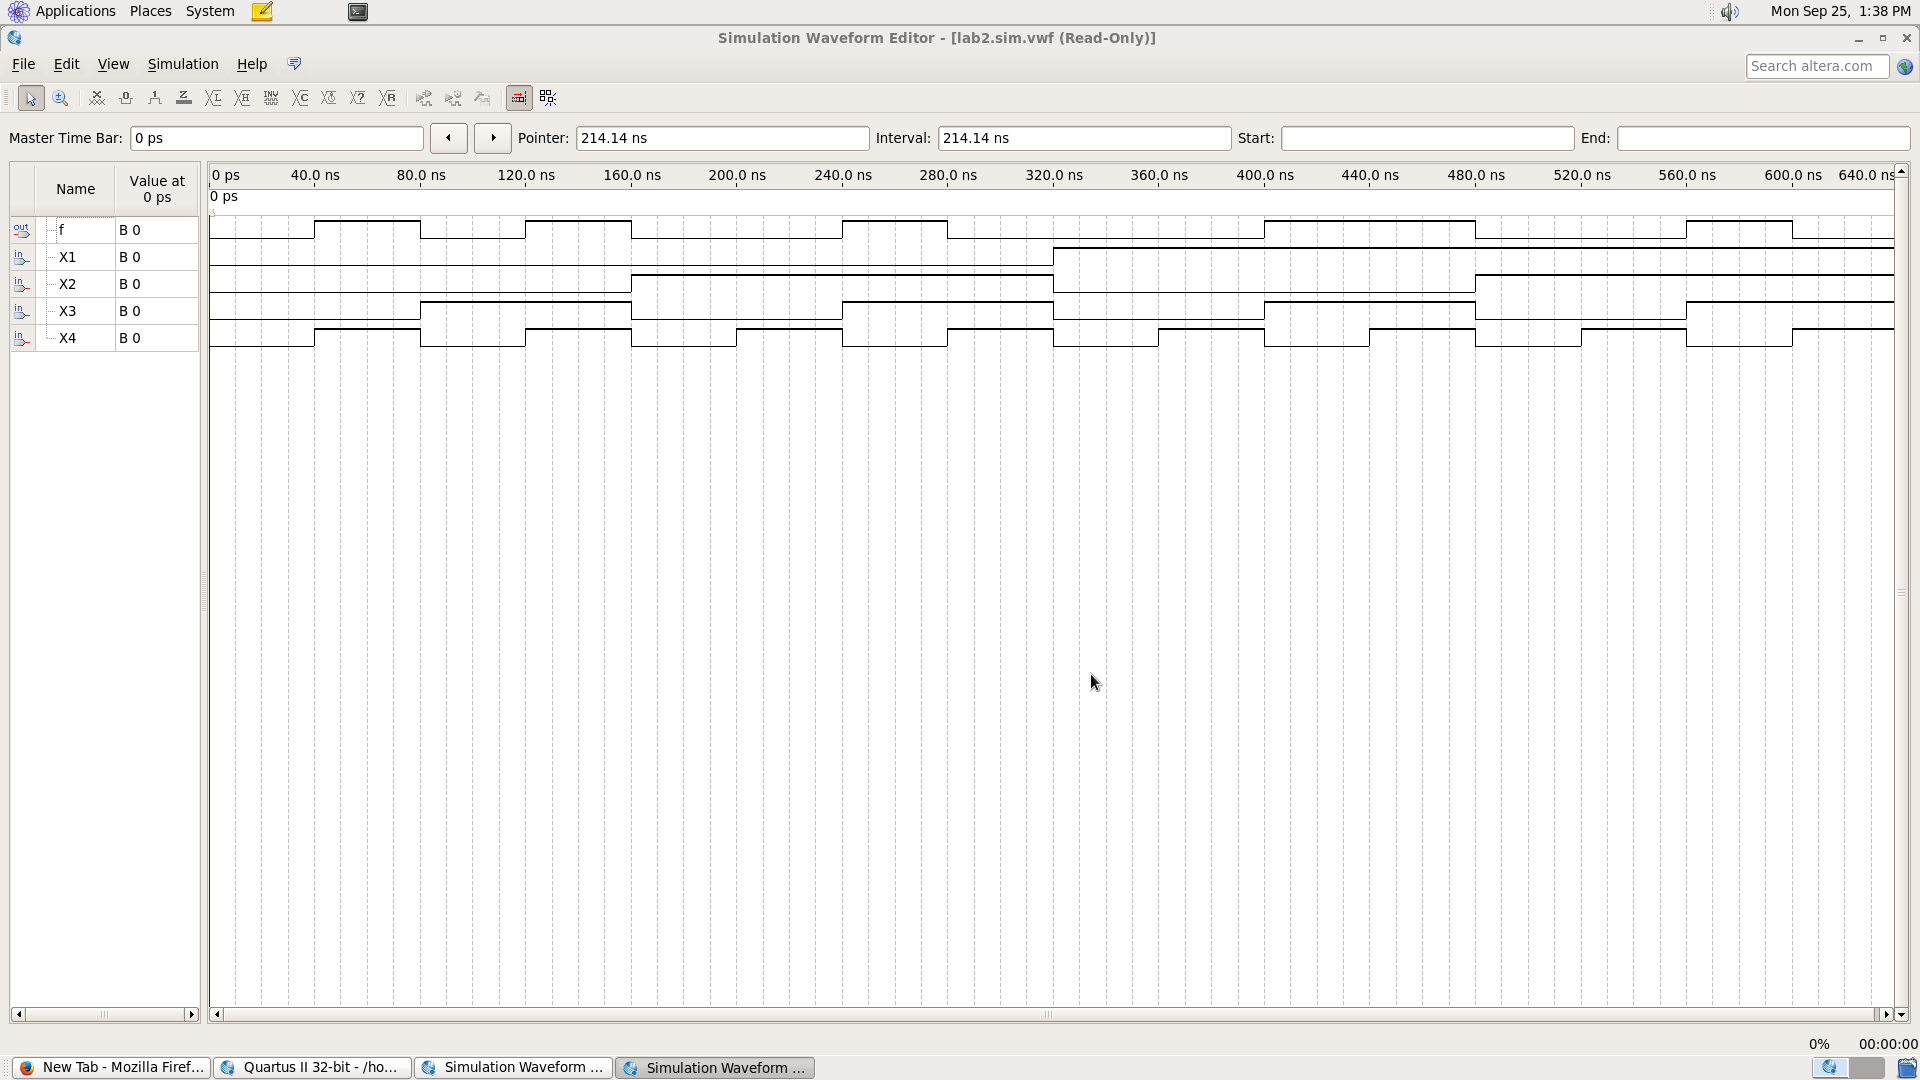 Applications Places System Mon Sep 25, 1:38 PM
Simulation Waveform Editor - [lab2.sim.vwf (Read-Only)]
File Edit View Simulation Help Search altera.com
Master Time Bar: 0 ps Pointer: 214.14 ns Interval: 214.14 ns Start: End:
Name Value at 0 ps
0 ps 40.0 ns 80.0 ns 120.0 ns 160.0 ns 200.0 ns 240.0 ns 280.0 ns 320.0 ns 360.0 ns 400.0 ns 440.0 ns 480.0 ns 520.0 ns 560.0 ns 600.0 ns 640.0 ns
0 ps
out f B 0
in X1 B 0
in X2 B 0
in X3 B 0
in X4 B 0
0% 00:00:00
New Tab - Mozilla Firef... Quartus II 32-bit - /ho... Simulation Waveform ... Simulation Waveform ...